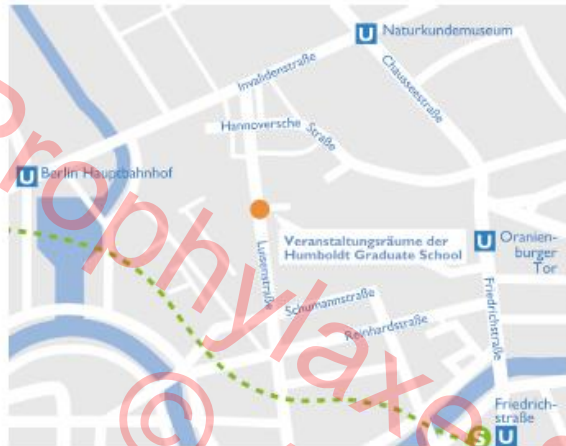 U Naturkundemuseum
Invalidenstraße
Chausseestraße
Hannoversche Straße
U Berlin Hauptbahnhof
Veranstaltungsräume der
Humboldt Graduate School
U Oranien-
burger
Tor
Luisenstraße
Schumannstraße
Reinhardstraße
Friedrichstraße
Friedrich-
straße
S U
Prophylaxe
©